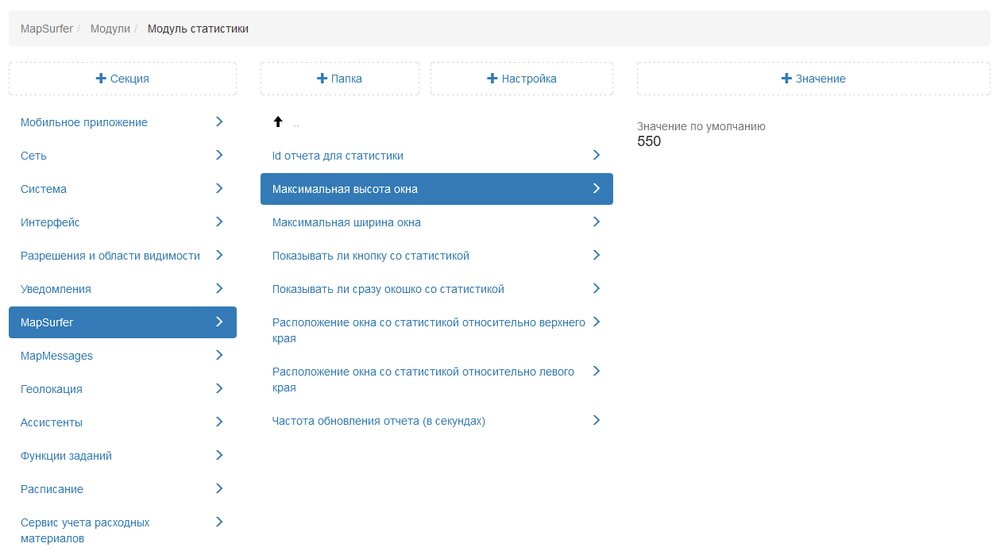 MapSurfer / Модули / Модуль статистики
Секция
Папка
Настройка
Значение
Мобильное приложение
Сеть
Система
Интерфейс
Разрешения и области видимости
Уведомления
MapSurfer
MapMessages
Геолокация
Ассистенты
Функции заданий
Расписание
Сервис учета расходных
материалов
..
Id отчета для статистики
Максимальная высота окна
Максимальная ширина окна
Показывать ли кнопку со статистикой
Показывать ли сразу окошко со статистикой
Расположение окна со статистикой относительно верхнего
края
Расположение окна со статистикой относительно левого
края
Частота обновления отчета (в секундах)
Значение по умолчанию
550